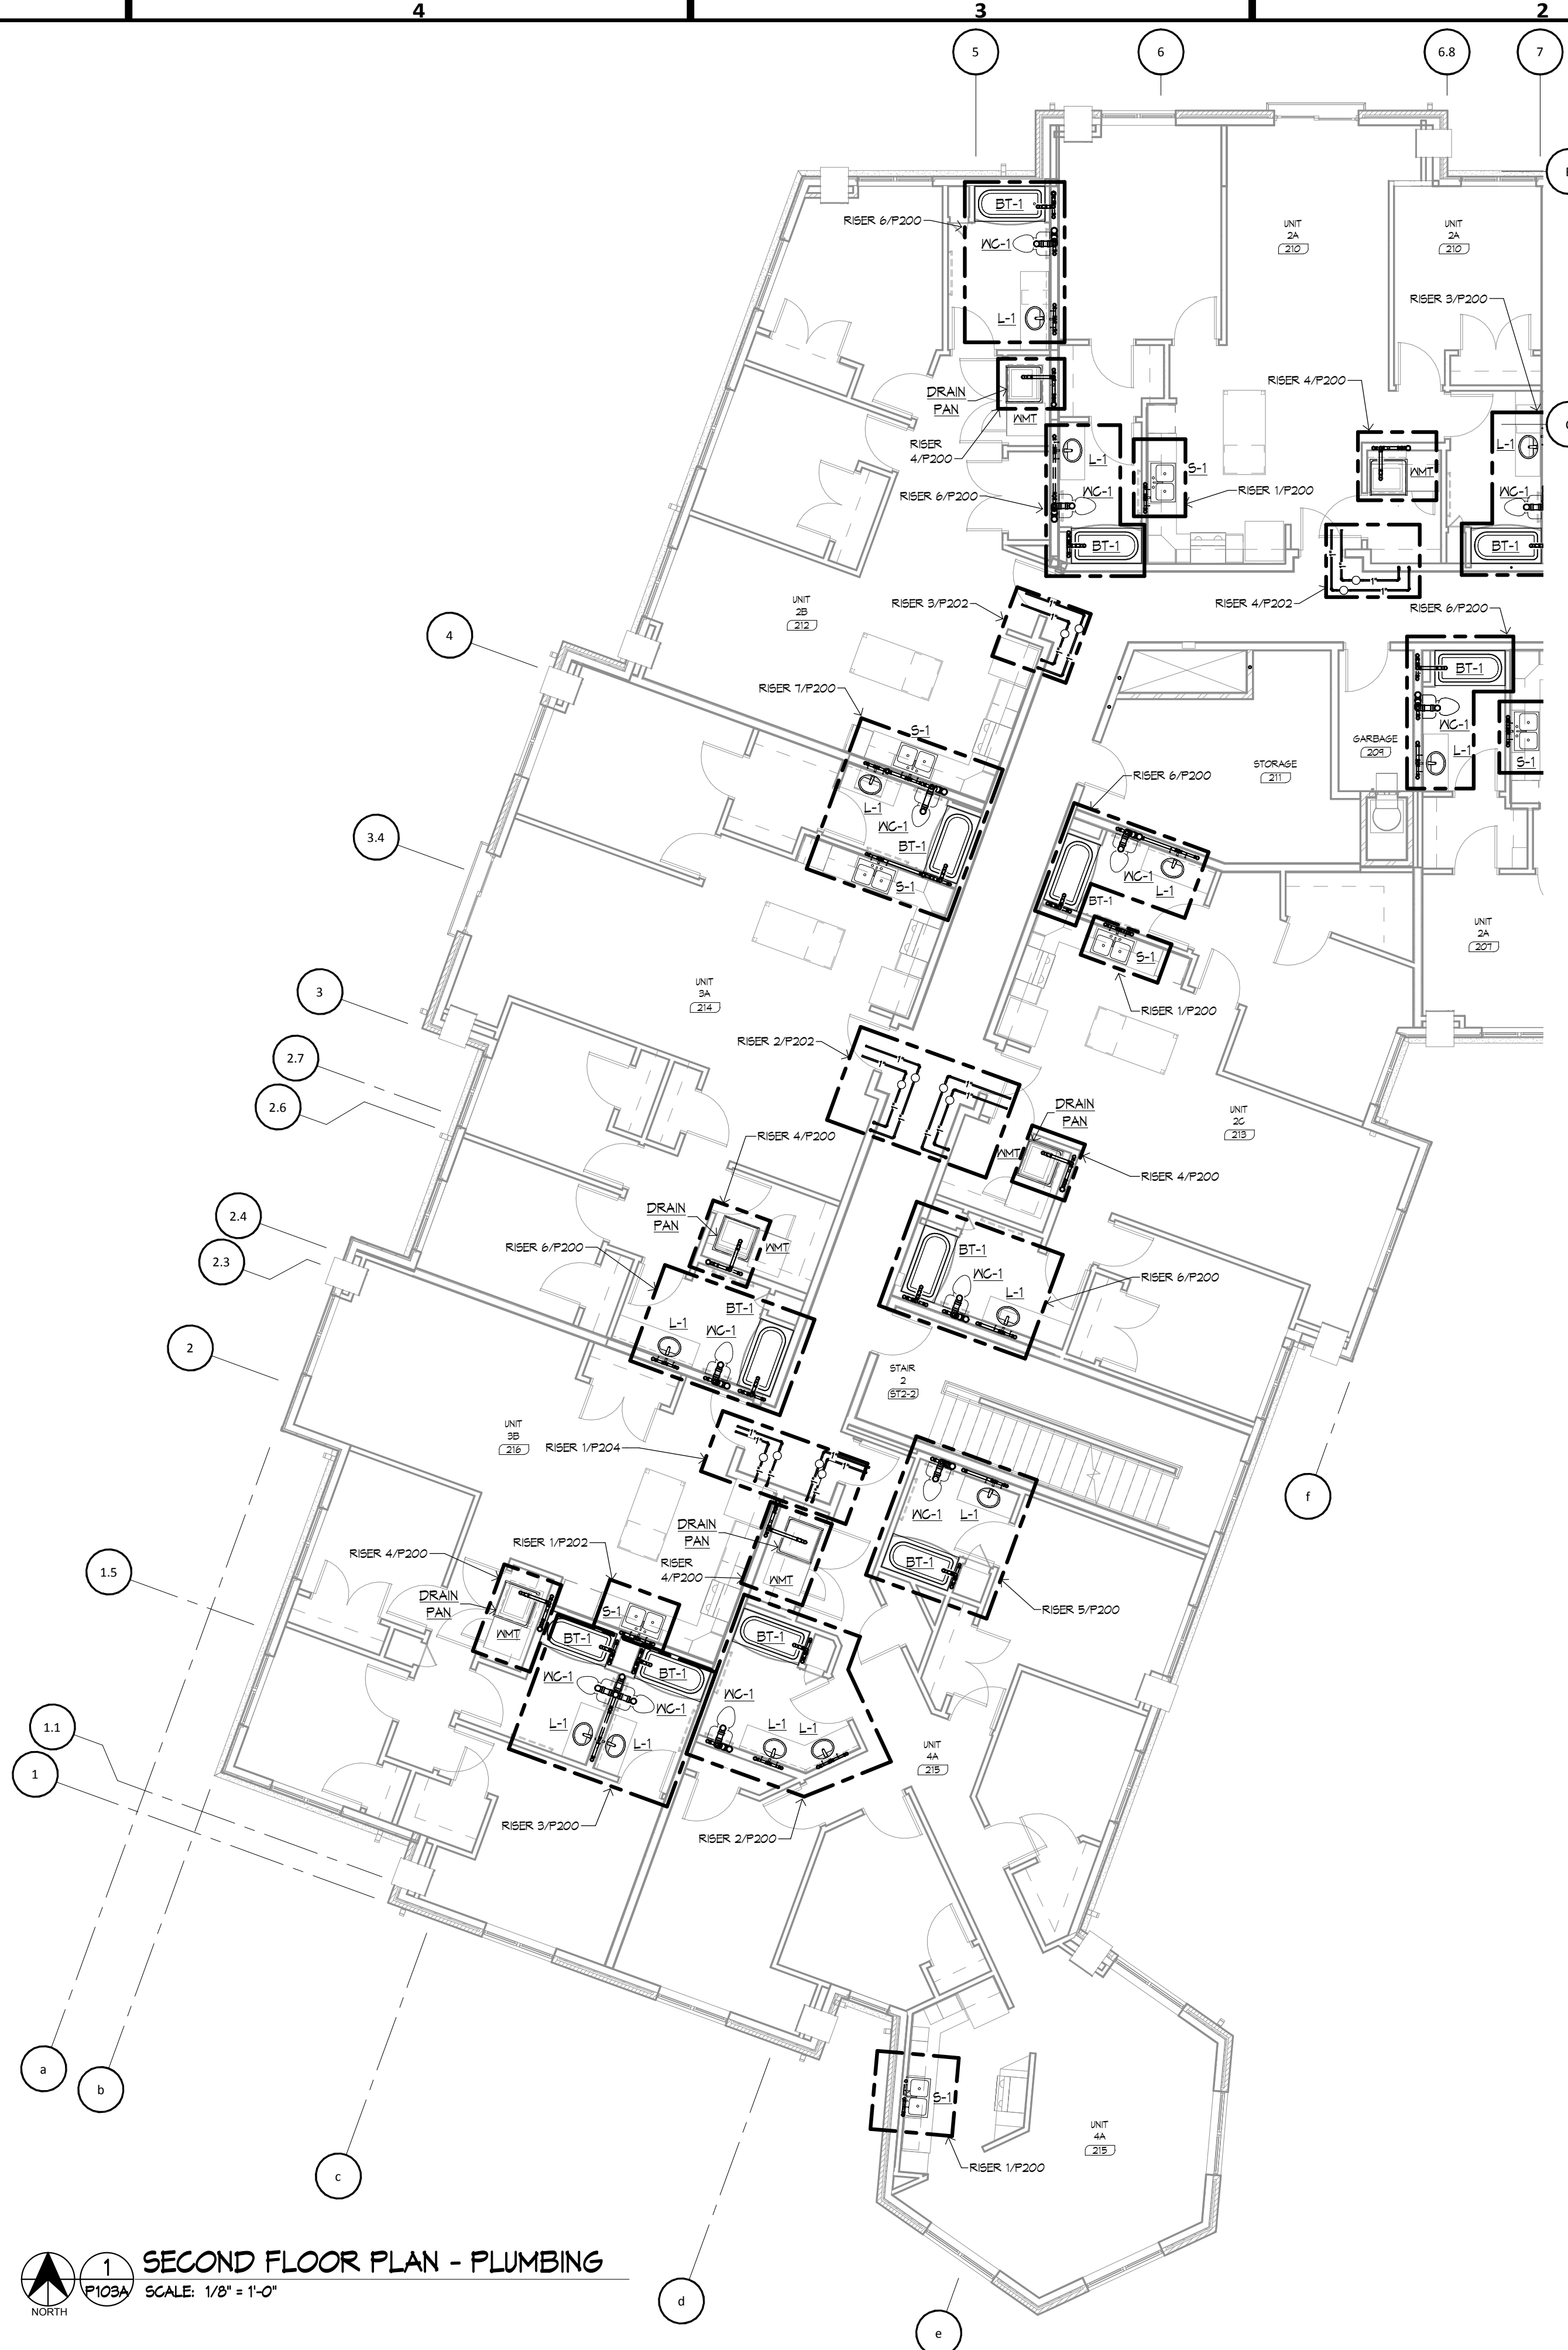 4
3
2
5
6
6.8
7
BT-1
RISER 6/P200
WC-1
L-1
UNIT
2A
210
UNIT
2A
210
RISER 3/P200
DRAIN
PAN
WMT
RISER
4/P200
RISER 4/P200
L-1
S-1
WMT
L-1
RISER 6/P200
WC-1
RISER 1/P200
WC-1
BT-1
BT-1
UNIT
2B
212
RISER 3/P202
1"
1"
1"
1"
1"
1"
RISER 4/P202
RISER 6/P200
4
BT-1
RISER 7/P200
S-1
WC-1
GARBAGE
209
L-1
S-1
STORAGE
211
RISER 6/P200
L-1
WC-1
BT-1
S-1
3.4
WC-1
L-1
BT-1
S-1
RISER 1/P200
UNIT
2A
207
UNIT
3A
214
3
RISER 2/P202
1"
1"
1"
1"
1"
1"
2.7
2.6
DRAIN
PAN
WMT
RISER 4/P200
UNIT
2C
213
RISER 4/P200
DRAIN
PAN
WMT
2.4
2.3
RISER 6/P200
BT-1
L-1
WC-1
BT-1
WC-1
L-1
RISER 6/P200
2
STAIR
2
ST2-2
UNIT
3B
216
RISER 1/P204
f
WC-1
L-1
BT-1
RISER 5/P200
DRAIN
PAN
RISER
4/P200
WMT
RISER 1/P202
RISER 4/P200
1.5
DRAIN
PAN
WMT
S-1
BT-1
BT-1
WC-1
WC-1
L-1
L-1
BT-1
WC-1
L-1
L-1
1.1
1
UNIT
4A
215
RISER 3/P200
RISER 2/P200
a
b
c
d
e
S-1
RISER 1/P200
UNIT
4A
215
1
P103A
NORTH
SECOND FLOOR PLAN - PLUMBING
SCALE: 1/8" = 1'-0"